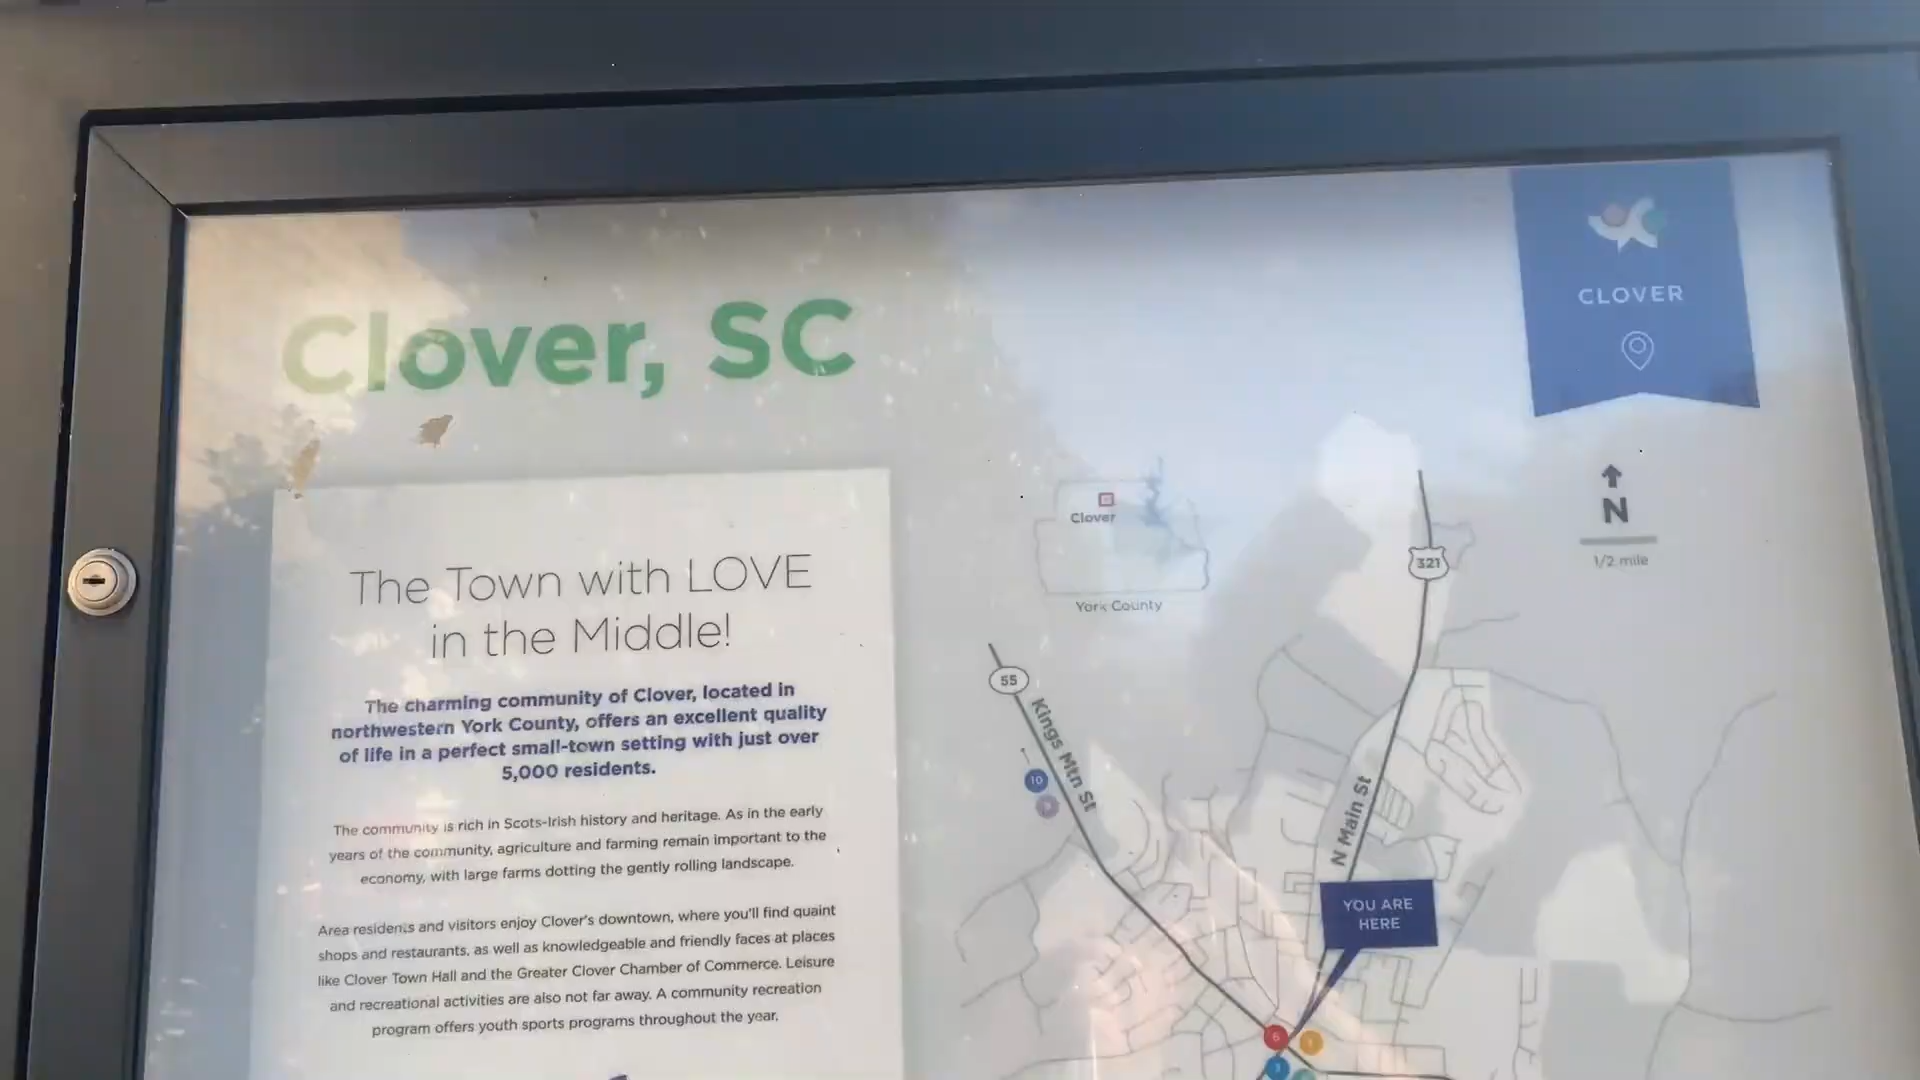 Clover, SC
The Town with LOVE
in the Middle!
The charming community of Clover, located in
northwestern York County, offers an excellent quality
of life in a perfect small-town setting with just over
5,000 residents.
The community is rich in Scots-Irish history and heritage. As in the early
years of the community, agriculture and farming remain important to the
economy, with large farms dotting the gently rolling landscape.
Area residents and visitors enjoy Clover's downtown, where you'll find quaint
shops and restaurants, as well as knowledgeable and friendly faces at places
like Clover Town Hall and the Greater Clover Chamber of Commerce. Leisure
and recreational activities are also not far away. A community recreation
program offers youth sports programs throughout the year.
CLOVER
N
1/2 mile
Clover
York County
321
55
Kings Mtn St
10
N Main St
YOU ARE
HERE